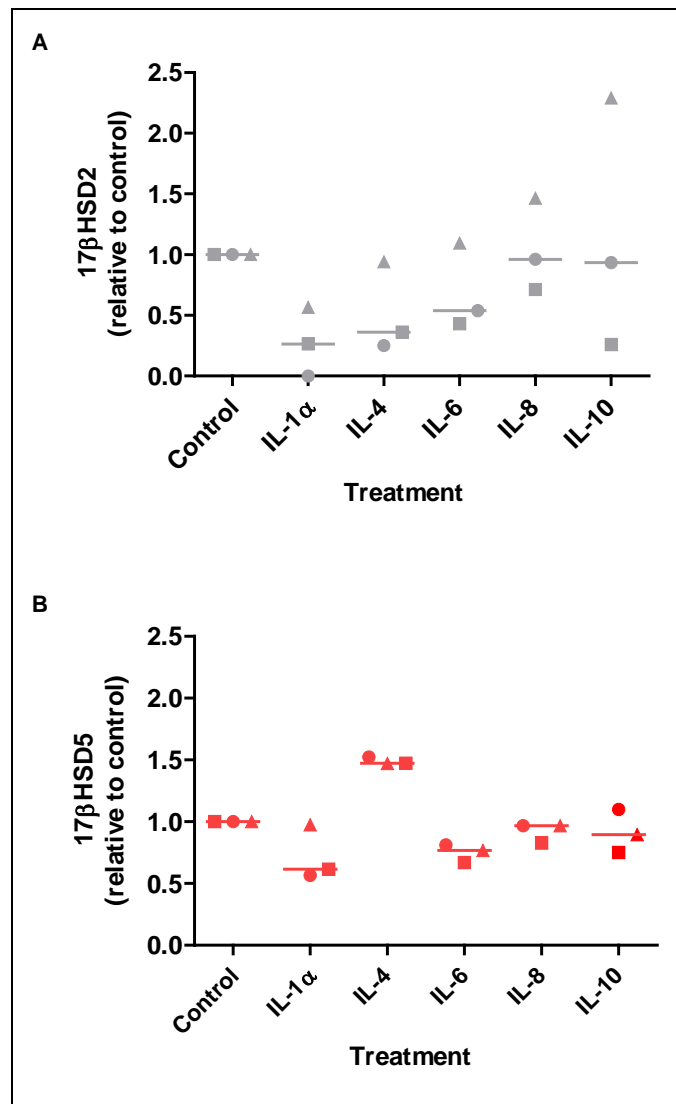 A
2.5
2.0
1.5
1.0
0.5
0.0
17βHSD2
(relative to control)
Control
IL-1α
IL-4
IL-6
IL-8
IL-10
Treatment
B
2.5
2.0
1.5
1.0
0.5
0.0
17βHSD5
(relative to control)
Control
IL-1α
IL-4
IL-6
IL-8
IL-10
Treatment